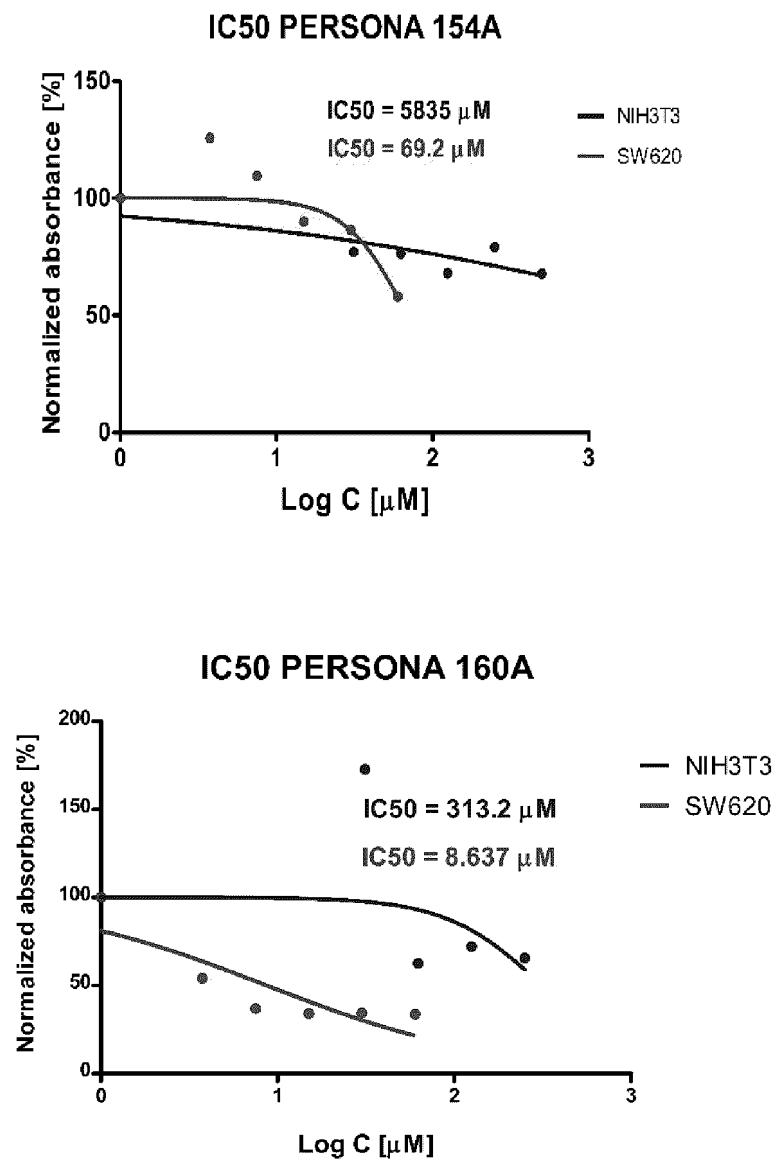 IC50 PERSONA 154A
Normalized absorbance [%]
150
100
50
0
IC50 = 5835 µM
IC50 = 69.2 µM
NIH3T3
SW620
0 1 2 3
Log C [µM]
IC50 PERSONA 160A
Normalized absorbance [%]
200
150
100
50
0
IC50 = 313.2 µM
IC50 = 8.637 µM
NIH3T3
SW620
0 1 2 3
Log C [µM]